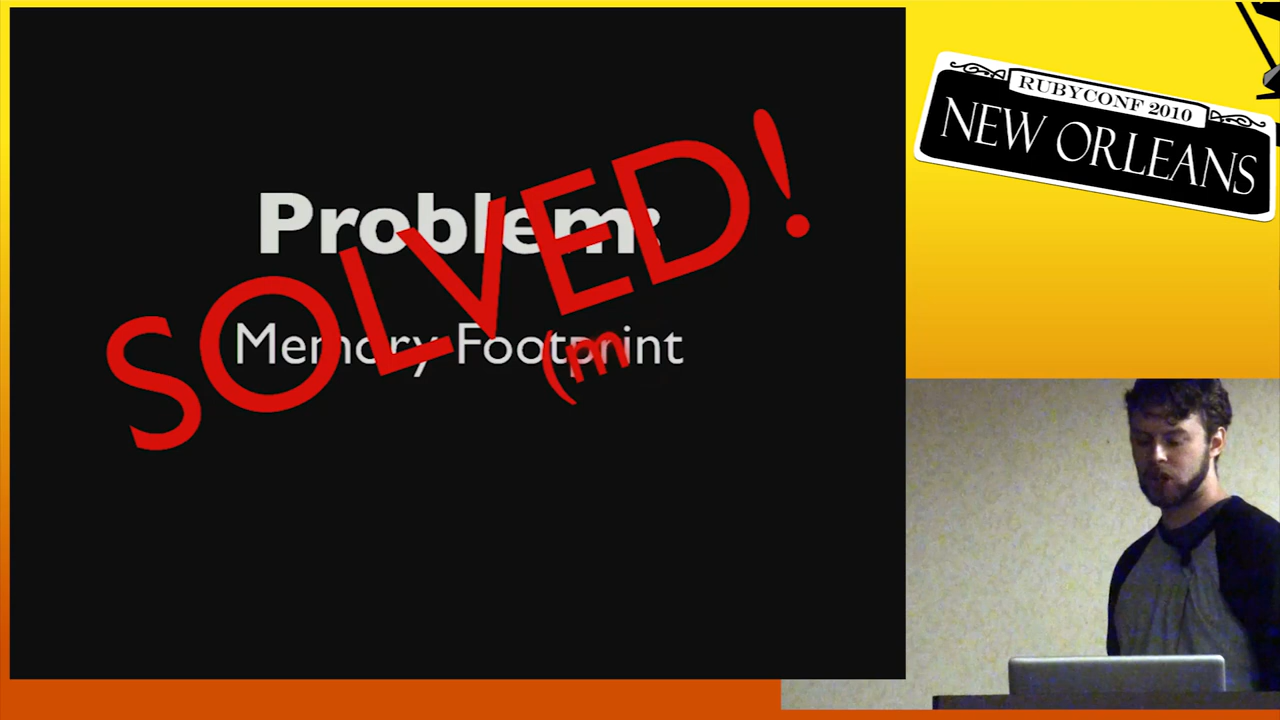 RUBYCONF 2010
NEW ORLEANS
Problem:
SOLVED!
Memory Footprint
(m